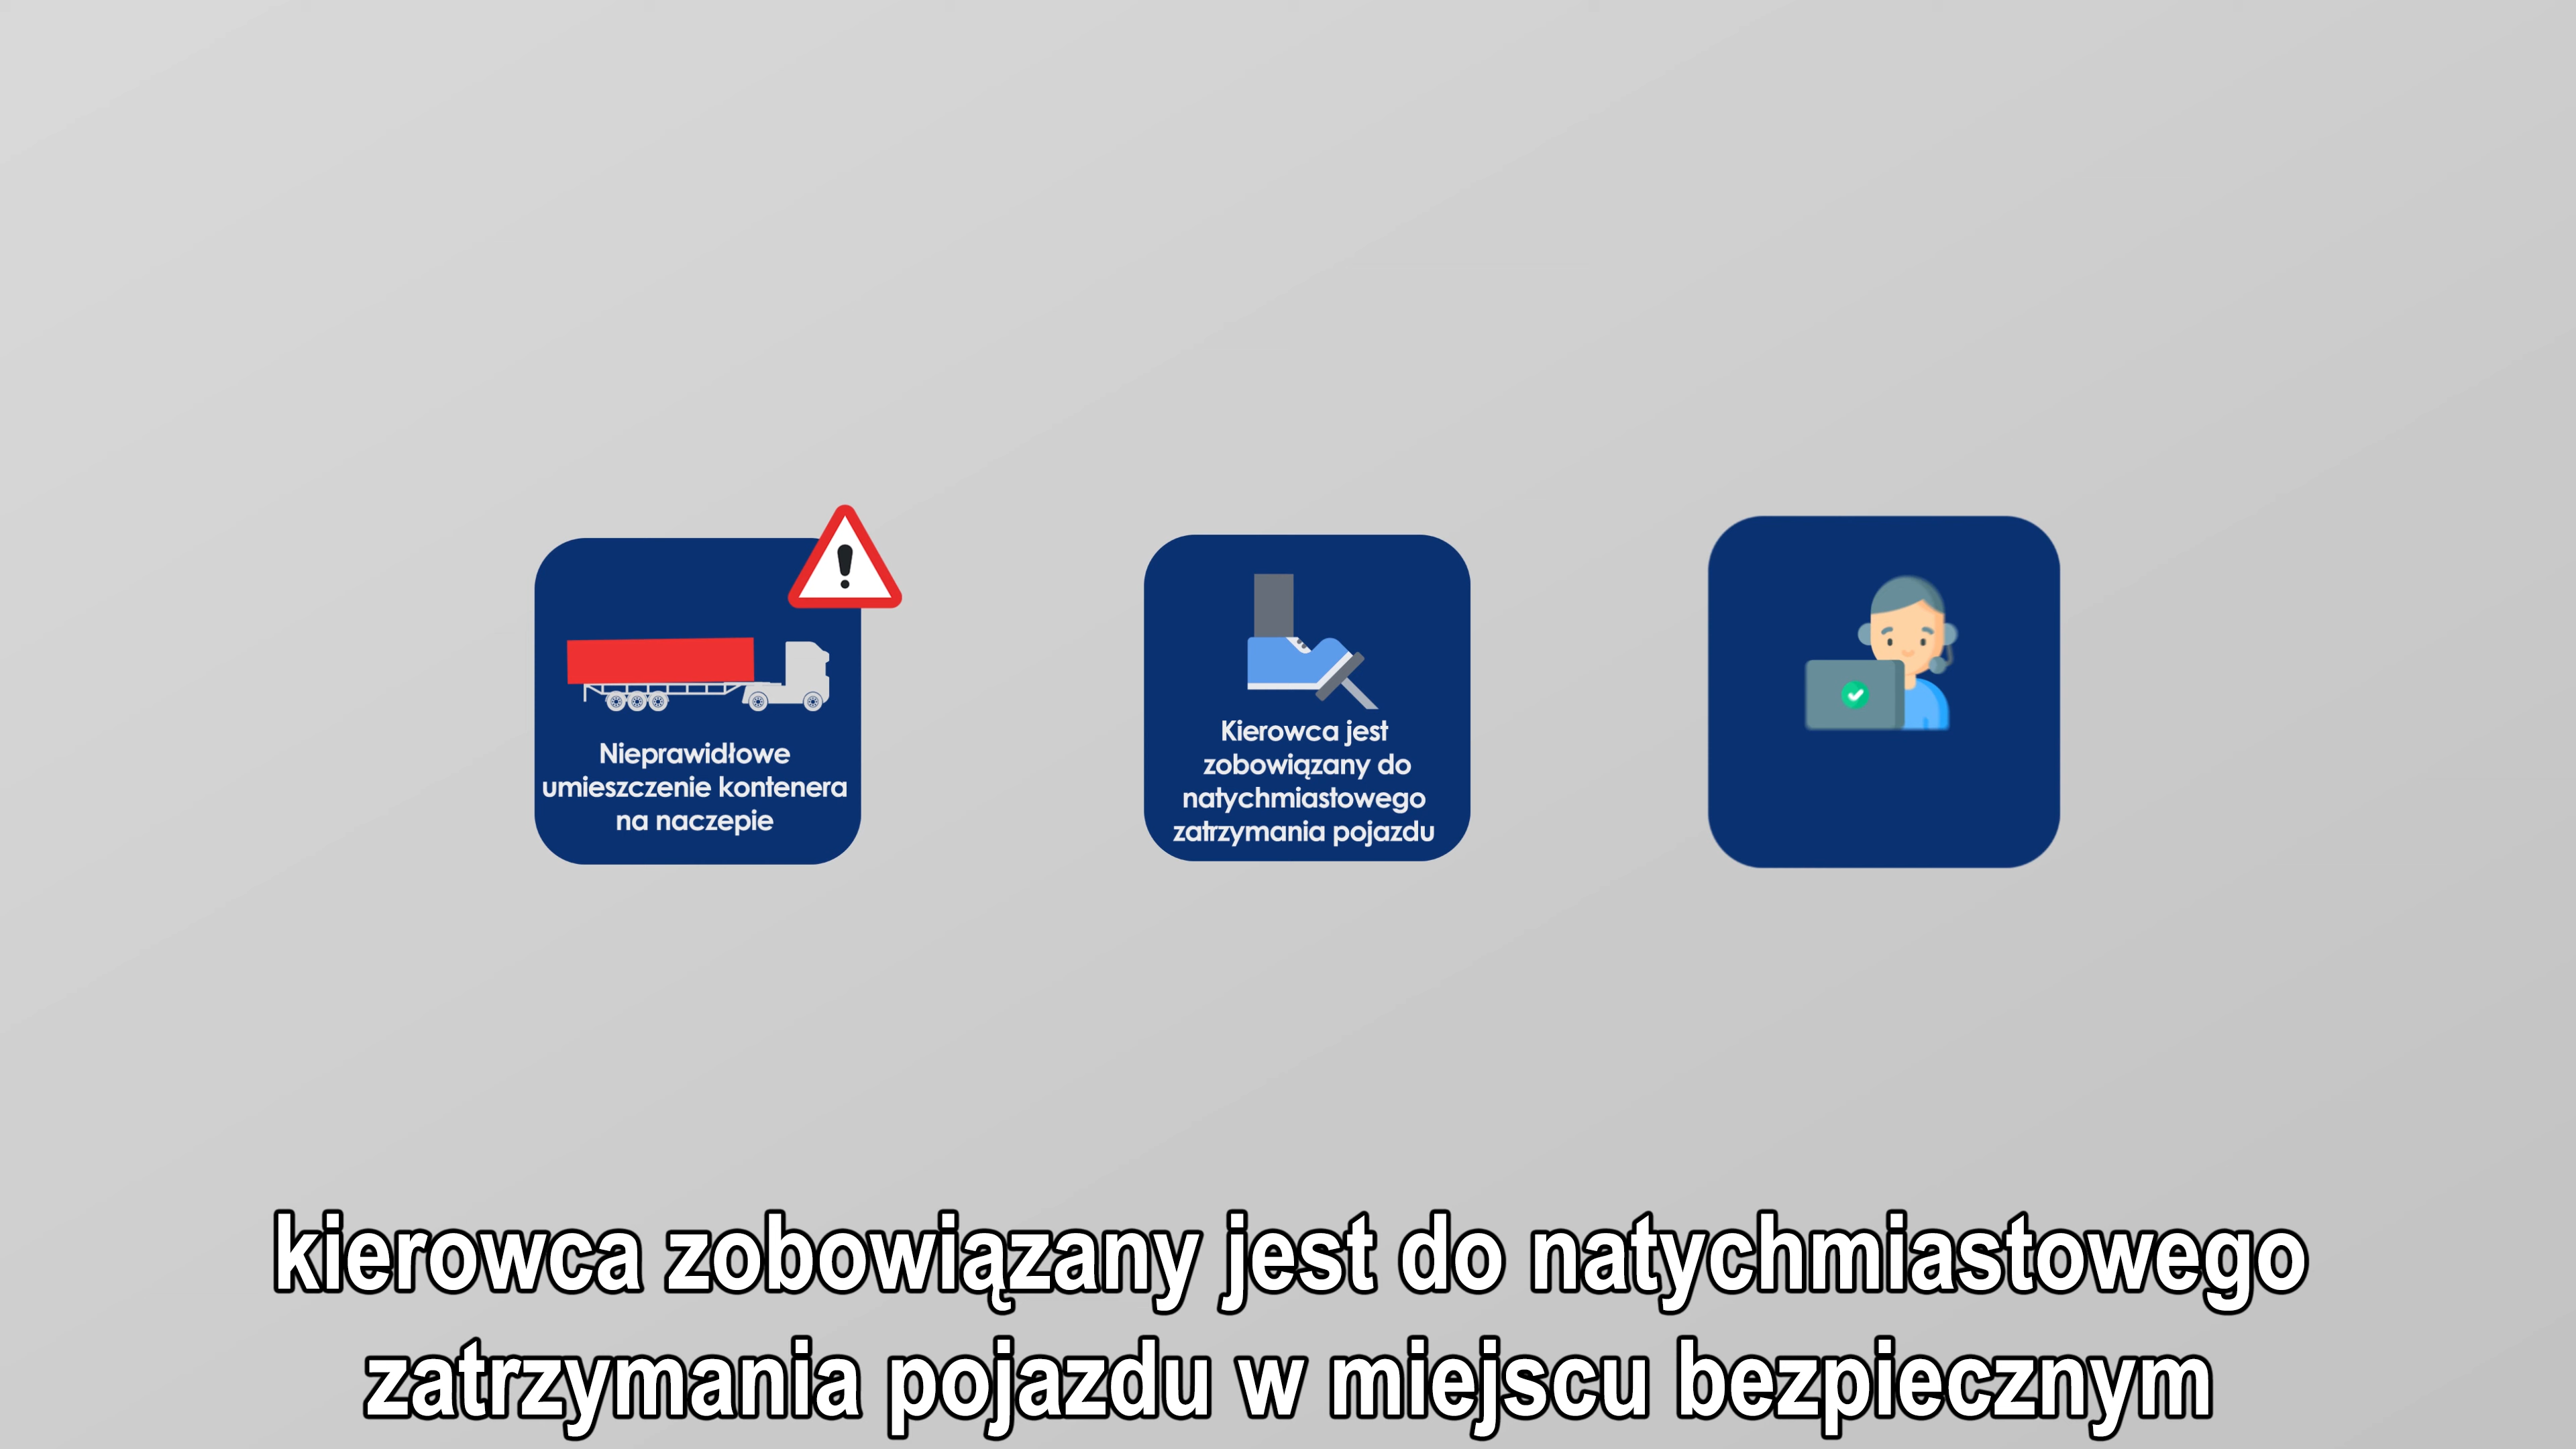 Nieprawidłowe
umieszczenie kontenera
na naczepie
Kierowca jest
zobowiązany do
natychmiastowego
zatrzymania pojazdu
kierowca zobowiązany jest do natychmiastowego
zatrzymania pojazdu w miejscu bezpiecznym